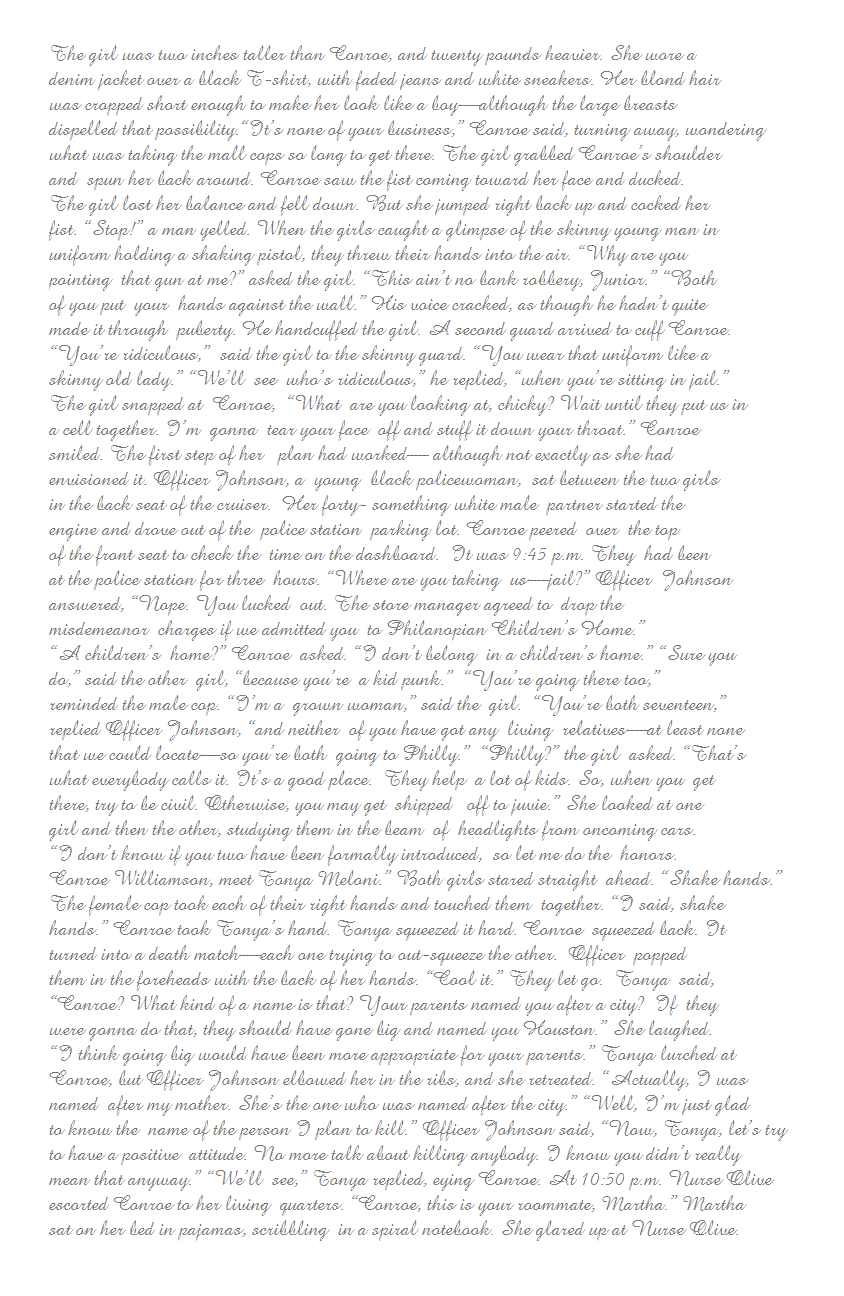 The girl was two inches taller than Conroe, and twenty pounds heavier. She wore a
denim jacket over a black T-shirt, with faded jeans and white sneakers. Her blond hair
was cropped short enough to make her look like a boy—although the large breasts
dispelled that possibility.“It’s none of your business,” Conroe said, turning away, wondering
what was taking the mall cops so long to get there. The girl grabbed Conroe’s shoulder
and spun her back around. Conroe saw the fist coming toward her face and ducked.
The girl lost her balance and fell down. But she jumped right back up and cocked her
fist. “Stop!” a man yelled. When the girls caught a glimpse of the skinny young man in
uniform holding a shaking pistol, they threw their hands into the air. “Why are you
pointing that gun at me?” asked the girl. “This ain’t no bank robbery, Junior.” “Both
of you put your hands against the wall.” His voice cracked, as though he hadn’t quite
made it through puberty. He handcuffed the girl. A second guard arrived to cuff Conroe.
“You’re ridiculous,” said the girl to the skinny guard. “You wear that uniform like a
skinny old lady.” “We’ll see who’s ridiculous,” he replied, “when you’re sitting in jail.”
The girl snapped at Conroe, “What are you looking at, chicky? Wait until they put us in
a cell together. I’m gonna tear your face off and stuff it down your throat.” Conroe
smiled. The first step of her plan had worked— although not exactly as she had
envisioned it. Officer Johnson, a young black policewoman, sat between the two girls
in the back seat of the cruiser. Her forty- something white male partner started the
engine and drove out of the police station parking lot. Conroe peered over the top
of the front seat to check the time on the dashboard. It was 9:45 p.m. They had been
at the police station for three hours. “Where are you taking us—jail?” Officer Johnson
answered, “Nope. You lucked out. The store manager agreed to drop the
misdemeanor charges if we admitted you to Philanopian Children’s Home.”
“A children’s home?” Conroe asked. “I don’t belong in a children’s home.” “Sure you
do,” said the other girl, “because you’re a kid punk.” “You’re going there too,”
reminded the male cop. “I’m a grown woman,” said the girl. “You’re both seventeen,”
replied Officer Johnson, “and neither of you have got any living relatives—at least none
that we could locate—so you’re both going to Philly.” “Philly?” the girl asked. “That’s
what everybody calls it. It’s a good place. They help a lot of kids. So, when you get
there, try to be civil. Otherwise, you may get shipped off to juvie.” She looked at one
girl and then the other, studying them in the beam of headlights from oncoming cars.
“I don’t know if you two have been formally introduced, so let me do the honors.
Conroe Williamson, meet Tonya Meloni.” Both girls stared straight ahead. “Shake hands.”
The female cop took each of their right hands and touched them together. “I said, shake
hands.” Conroe took Tonya’s hand. Tonya squeezed it hard. Conroe squeezed back. It
turned into a death match—each one trying to out-squeeze the other. Officer popped
them in the foreheads with the back of her hands. “Cool it.” They let go. Tonya said,
“Conroe? What kind of a name is that? Your parents named you after a city? If they
were gonna do that, they should have gone big and named you Houston.” She laughed.
“I think going big would have been more appropriate for your parents.” Tonya lurched at
Conroe, but Officer Johnson elbowed her in the ribs, and she retreated. “Actually, I was
named after my mother. She’s the one who was named after the city.” “Well, I’m just glad
to know the name of the person I plan to kill.” Officer Johnson said, “Now, Tonya, let’s try
to have a positive attitude. No more talk about killing anybody. I know you didn’t really
mean that anyway.” “We’ll see,” Tonya replied, eying Conroe. At 10:50 p.m. Nurse Olive
escorted Conroe to her living quarters. “Conroe, this is your roommate, Martha.” Martha
sat on her bed in pajamas, scribbling in a spiral notebook. She glared up at Nurse Olive.